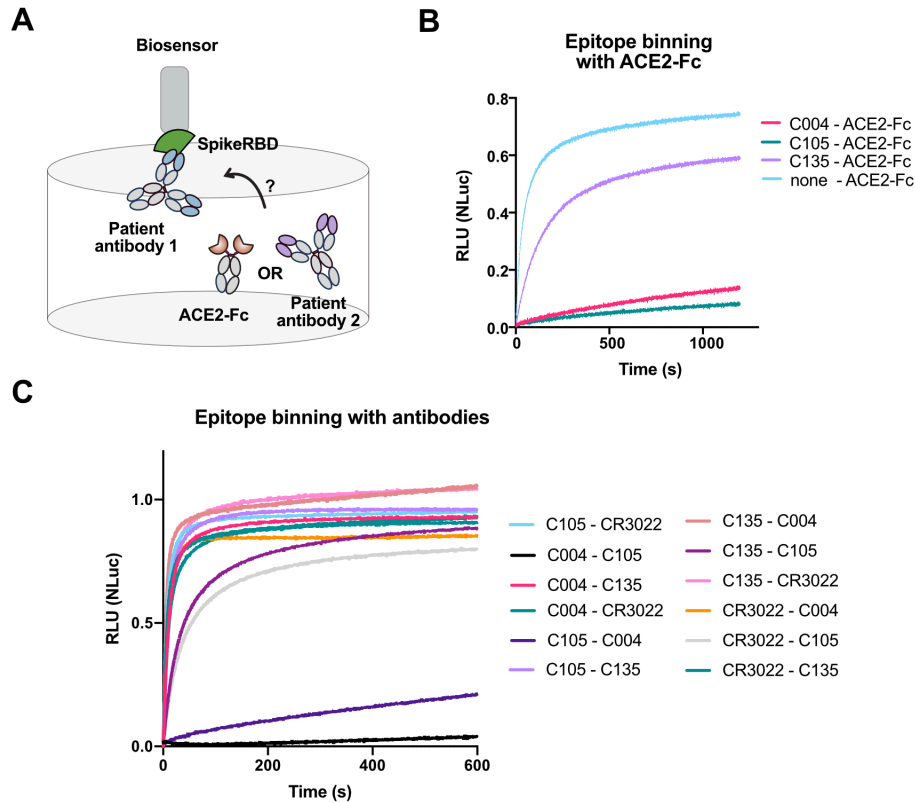 A
Biosensor
SpikeRBD
?
Patient
antibody 1
OR
ACE2-Fc
Patient
antibody 2
B
Epitope binning
with ACE2-Fc
0.8
0.6
0.4
0.2
0.0
RLU (NLuc)
0
500
1000
Time (s)
C004 - ACE2-Fc
C105 - ACE2-Fc
C135 - ACE2-Fc
none - ACE2-Fc
C
Epitope binning with antibodies
1.0
0.5
0.0
RLU (NLuc)
0
200
400
600
Time (s)
C105 - CR3022
C004 - C105
C004 - C135
C004 - CR3022
C105 - C004
C105 - C135
C135 - C004
C135 - C105
C135 - CR3022
CR3022 - C004
CR3022 - C105
CR3022 - C135